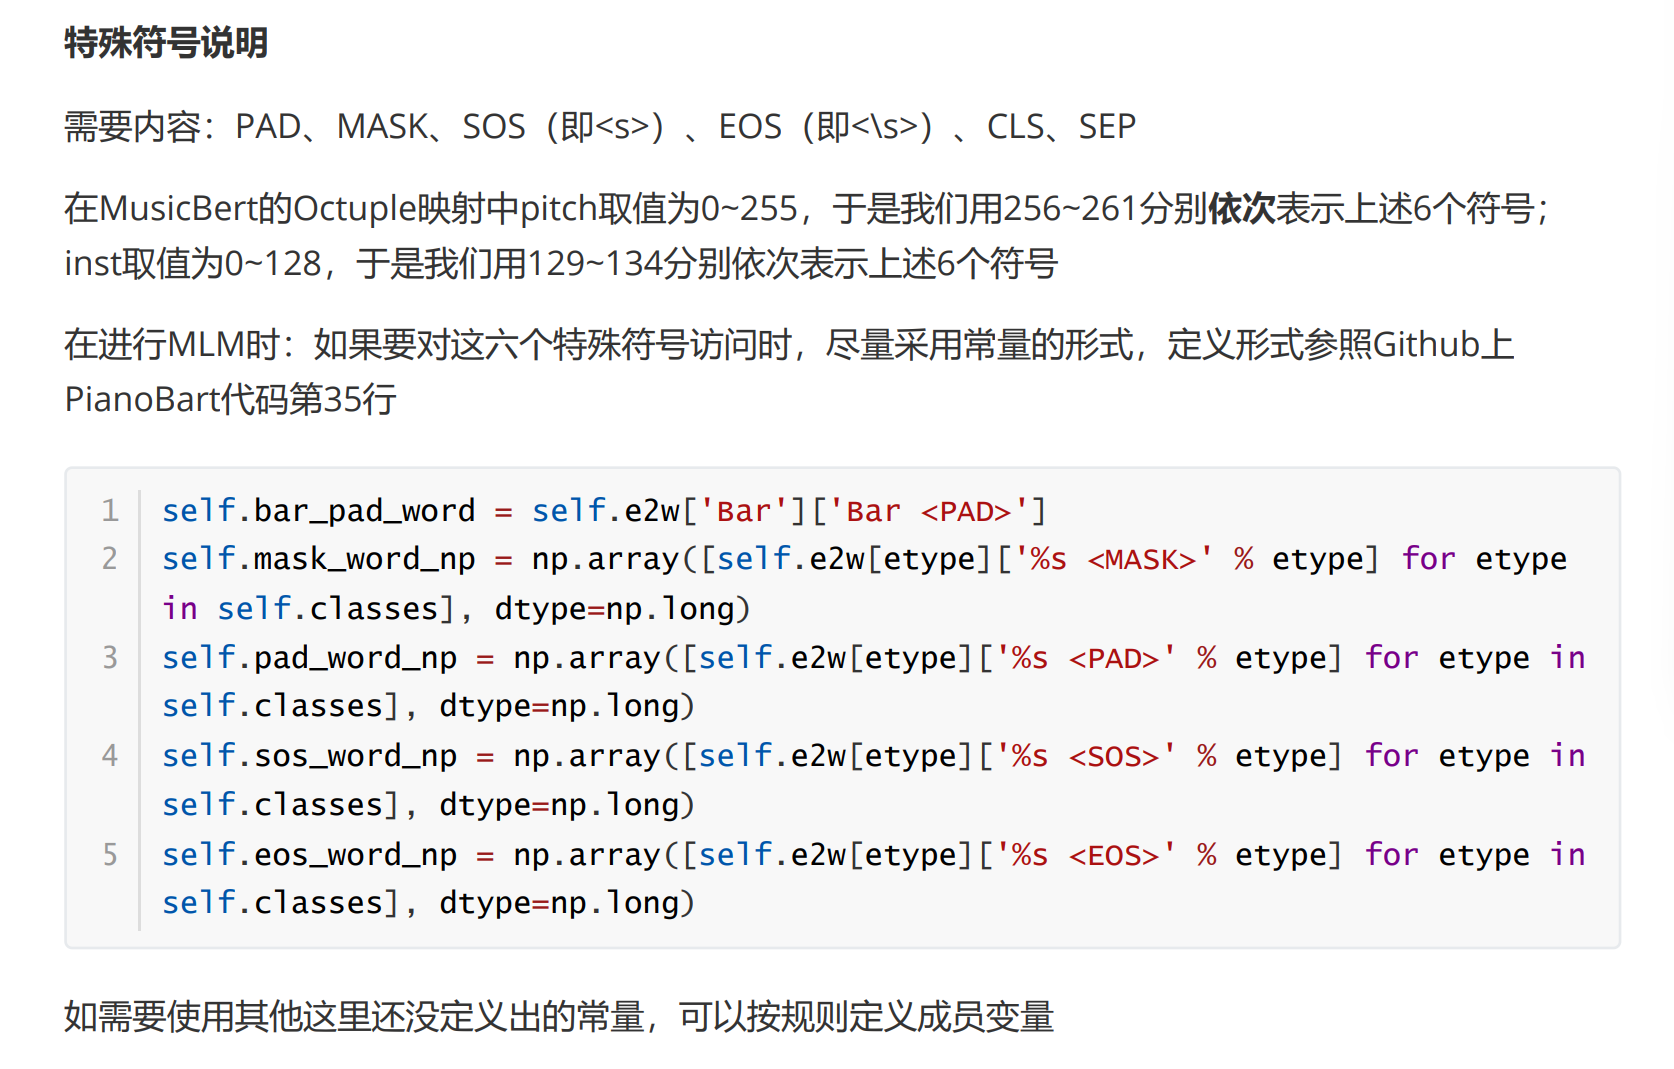 特殊符号说明
需要内容：PAD、MASK、SOS（即<s>）、EOS（即<\s>）、CLS、SEP
在MusicBert的Octuple映射中pitch取值为0~255，于是我们用256~261分别依次表示上述6个符号；
inst取值为0~128，于是我们用129~134分别依次表示上述6个符号
在进行MLM时：如果要对这六个特殊符号访问时，尽量采用常量的形式，定义形式参照Github上
PianoBart代码第35行
1 self.bar_pad_word = self.e2w['Bar']['Bar <PAD>']
2 self.mask_word_np = np.array([self.e2w[etype]['%s <MASK>' % etype] for etype
in self.classes], dtype=np.long)
3 self.pad_word_np = np.array([self.e2w[etype]['%s <PAD>' % etype] for etype in
self.classes], dtype=np.long)
4 self.sos_word_np = np.array([self.e2w[etype]['%s <SOS>' % etype] for etype in
self.classes], dtype=np.long)
5 self.eos_word_np = np.array([self.e2w[etype]['%s <EOS>' % etype] for etype in
self.classes], dtype=np.long)
如需要使用其他这里还没定义出的常量，可以按规则定义成员变量